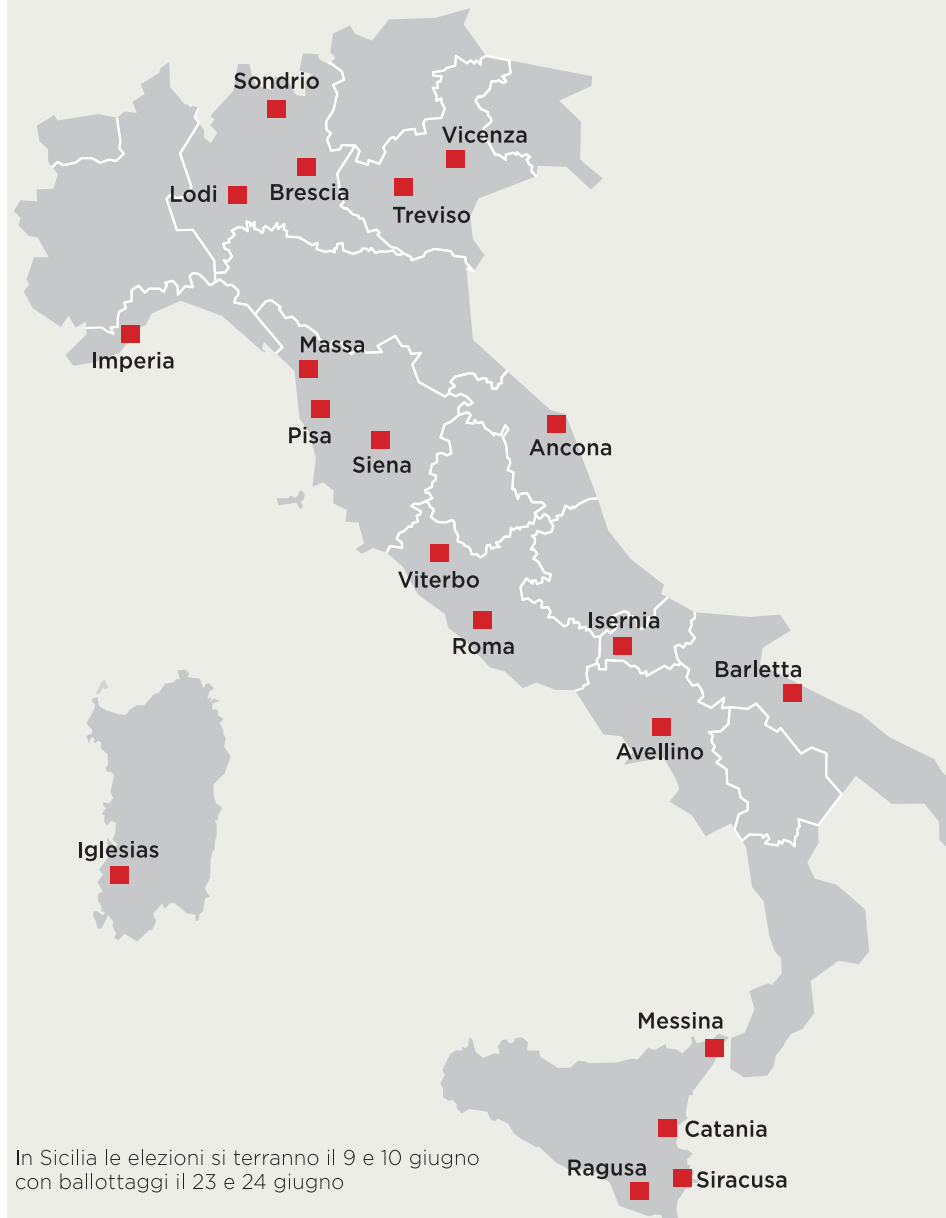 Sondrio
Vicenza
Lodi
Brescia
Treviso
Imperia
Massa
Pisa
Siena
Ancona
Viterbo
Roma
Isernia
Barletta
Avellino
Iglesias
Messina
Catania
Ragusa
Siracusa
In Sicilia le elezioni si terranno il 9 e 10 giugno
con ballottaggi il 23 e 24 giugno